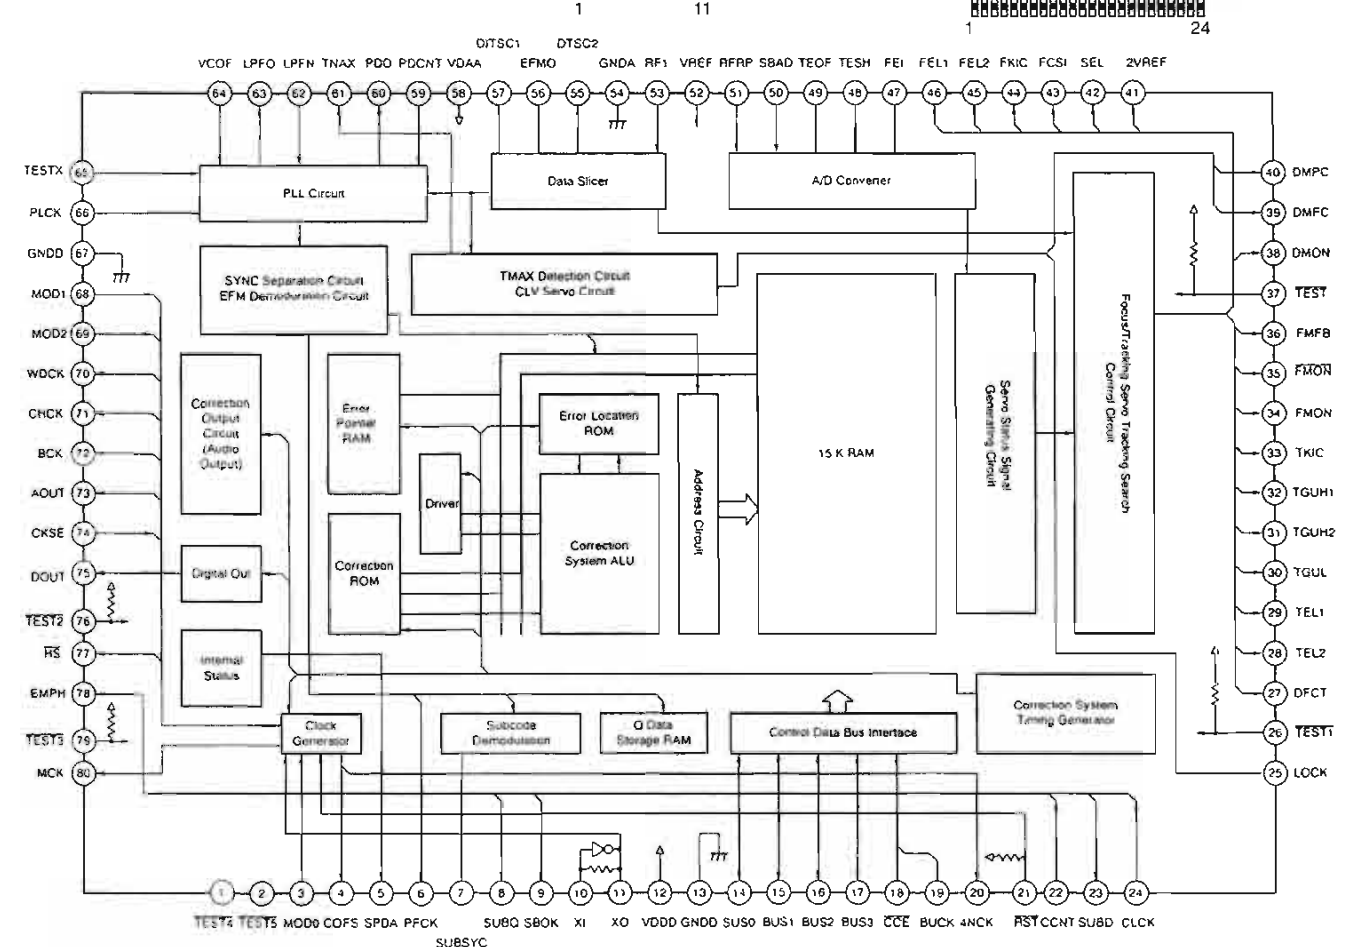 1 11
1 24
DITSC1 DTSC2
VCOF LPFO LPFN TNAX PDO PDCNT VDAA EFMO GNDA RF1 VREF RFRP SBAD TEOF TESH FEI FEL1 FEL2 FKIC FCSI SEL 2VREF
64 63 62 61 60 59 58 57 56 55 54 53 52 51 50 49 48 47 46 45 44 43 42 41
TESTX 65
PLL Circuit
Data Slicer
A/D Converter
40 DMPC
PLCK 66
39 DMFC
GNDD 67
38 DMON
SYNC Separation Circuit
EFM Demoduration Circuit
TMAX Detection Circuit
CLV Servo Circuit
MOD1 68
37 TEST
MOD2 69
36 FMFB
WDCK 70
35 FMON
CHCK 71
34 FMON
BCK 72
33 TKIC
AOUT 73
32 TGUH1
CKSE 74
31 TGUH2
DOUT 75
30 TGUL
TEST2 76
29 TEL1
HS 77
28 TEL2
EMPH 78
27 DFCT
TEST3 79
26 TEST1
MCK 80
25 LOCK
Correction
Output
Circuit
(Audio
Output)
Error
Pointer
RAM
Error Location
ROM
Driver
Correction
ROM
Correction
System ALU
Address Circuit
15 K RAM
Servo Status Signal
Generating Circuit
Focus/Tracking Servo Tracking Search
Control Circuit
Digital Out
Internal
Status
Clock
Generator
Subcode
Demodulation
Q Data
Storage RAM
Control Data Bus Interface
Correction System
Timing Generator
1 2 3 4 5 6 7 8 9 10 11 12 13 14 15 16 17 18 19 20 21 22 23 24
TEST4 TEST5 MOD0 COFS SPDA PFCK SUBQ SBOK XI XO VDDD GNDD SUS0 BUS1 BUS2 BUS3 CCE BUCK 4NCK RST CCNT SUBD CLCK
SUBSYC